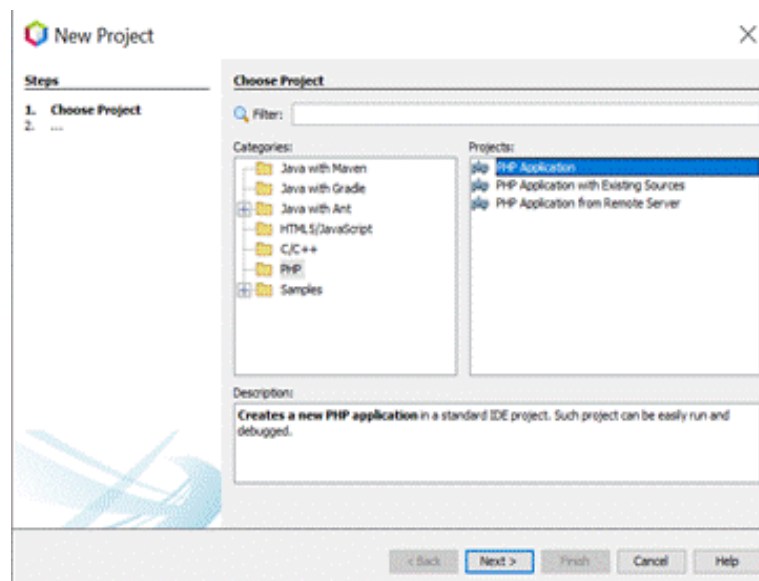 New Project
Steps
1. Choose Project
2. ...
Choose Project
Filter:
Categories:
Java with Maven
Java with Gradle
Java with Ant
HTML5/JavaScript
C/C++
PHP
Samples
Projects:
PHP Application
PHP Application with Existing Sources
PHP Application from Remote Server
Description:
Creates a new PHP application in a standard IDE project. Such project can be easily run and
debugged.
< Back
Next >
Finish
Cancel
Help